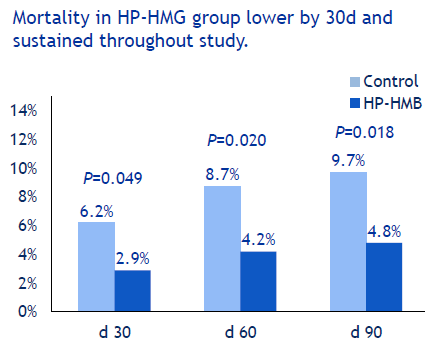 Mortality in HP-HMG group lower by 30d and
sustained throughout study.
Control
HP-HMB
14%
12%
10%
8%
6%
4%
2%
0%
P=0.049
6.2%
2.9%
P=0.020
8.7%
4.2%
P=0.018
9.7%
4.8%
d 30
d 60
d 90